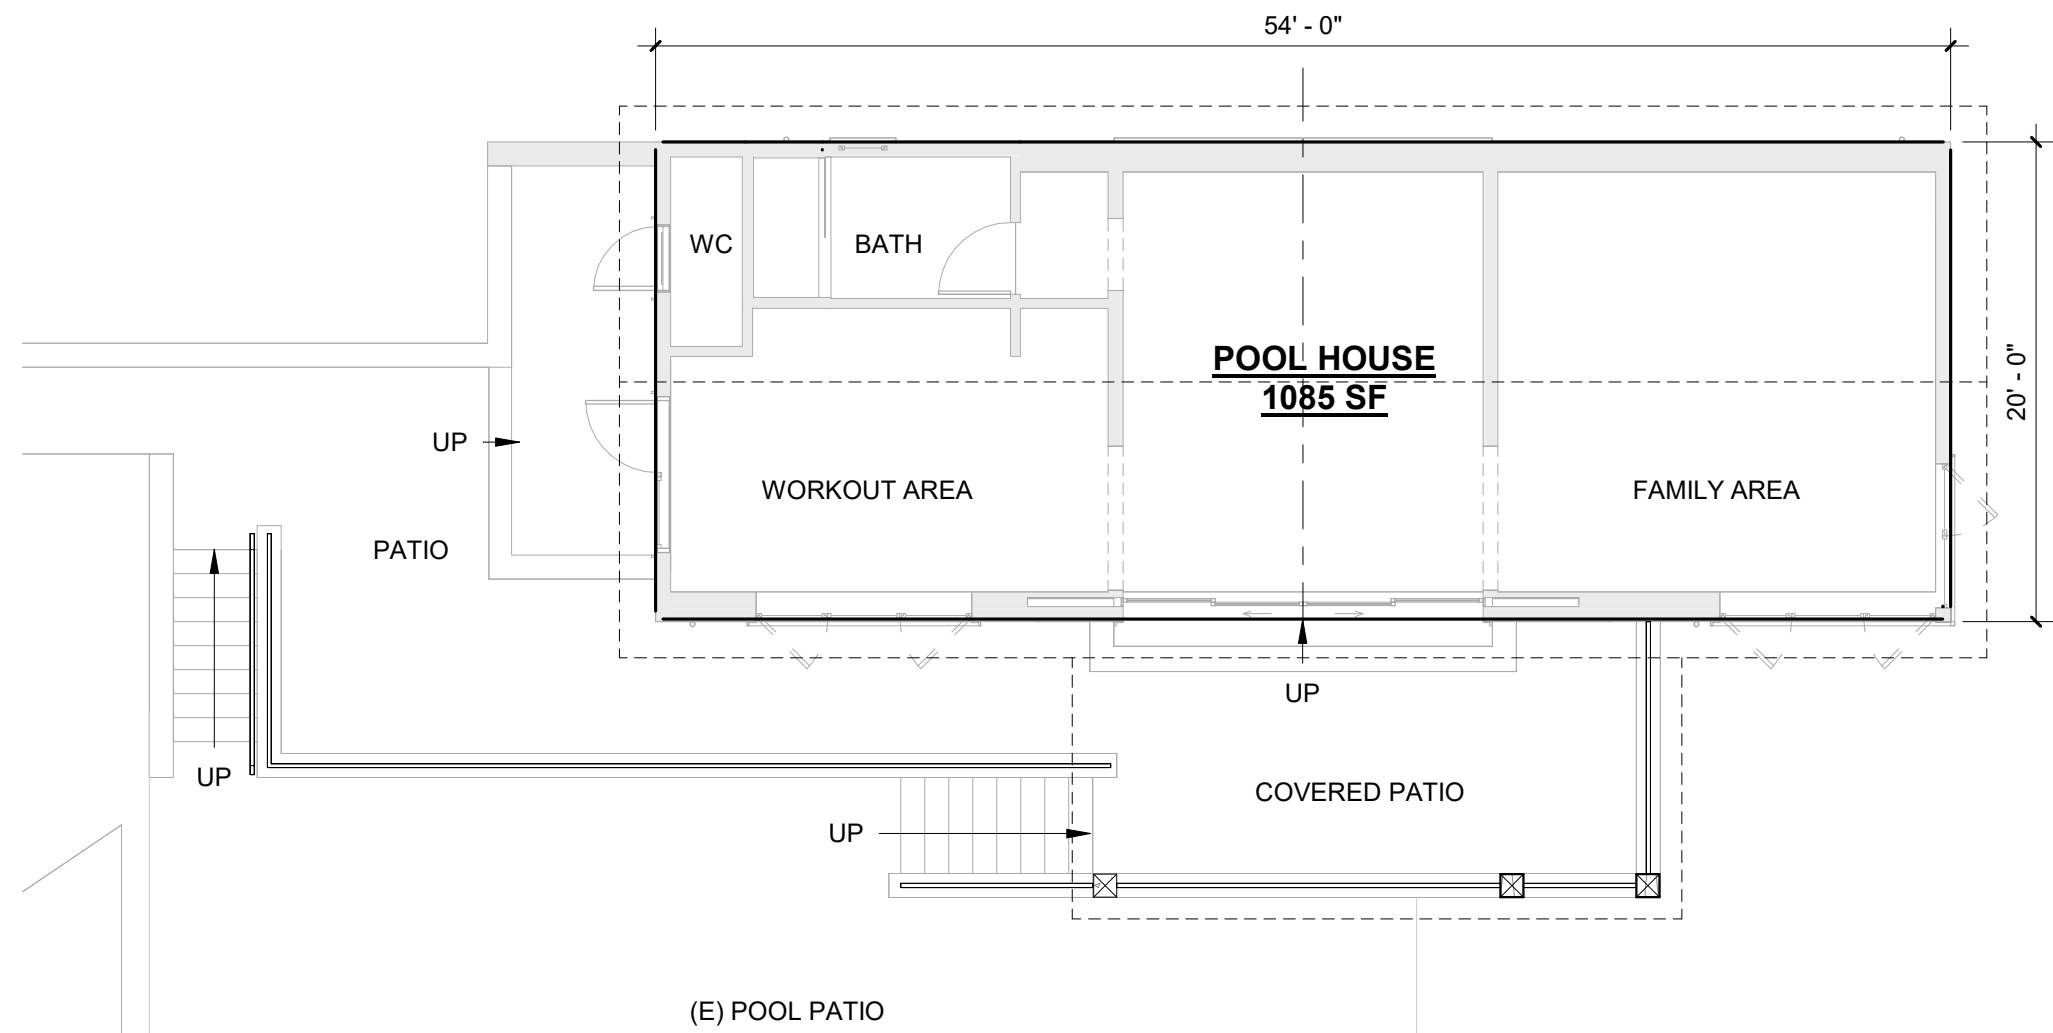 54' - 0"
WC
BATH
POOL HOUSE
1085 SF
20' - 0"
UP
WORKOUT AREA
FAMILY AREA
PATIO
UP
UP
COVERED PATIO
UP
(E) POOL PATIO